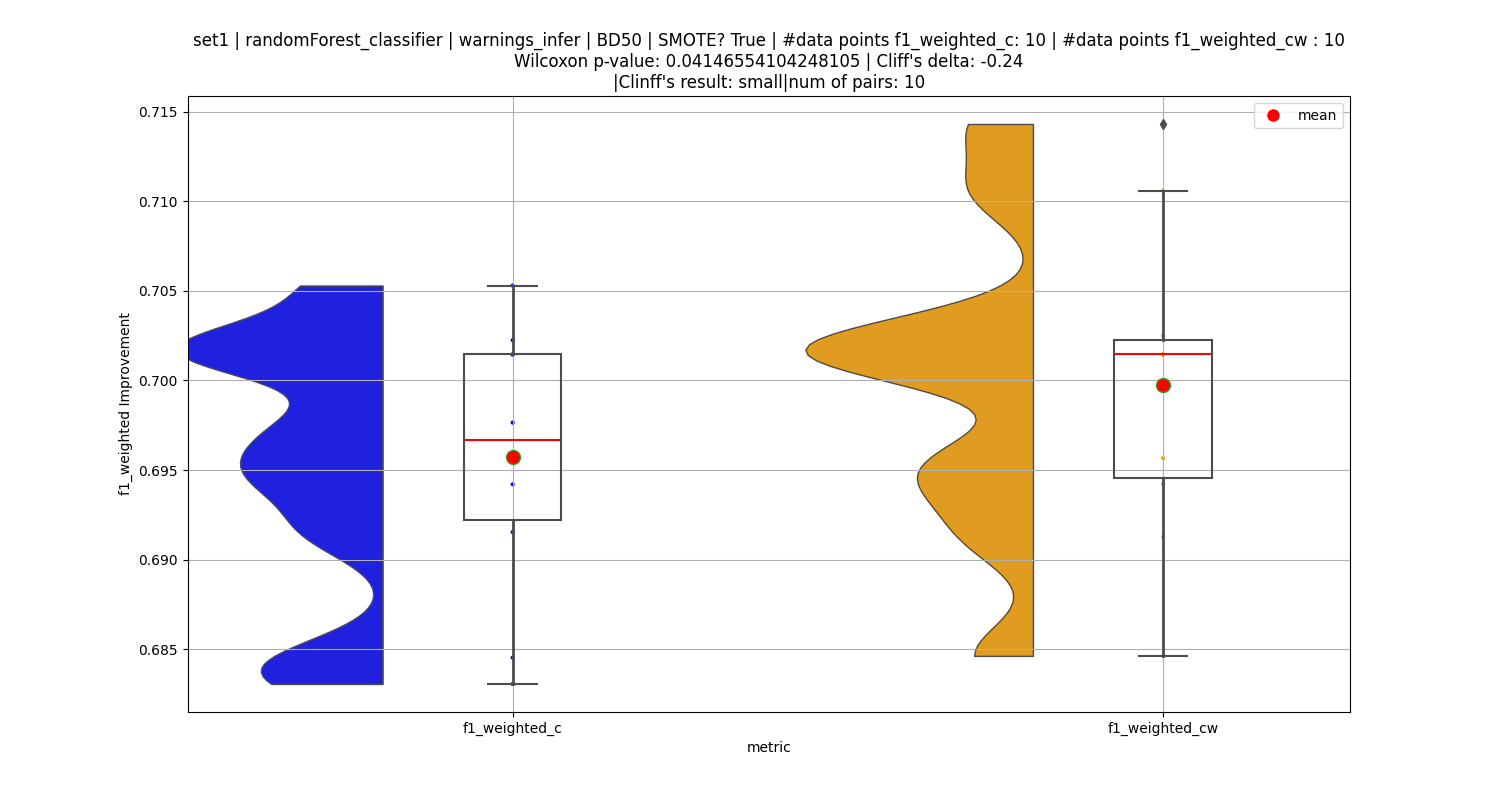 set1 | randomForest_classifier | warnings_infer | BD50 | SMOTE? True | #data points f1_weighted_c: 10 | #data points f1_weighted_cw : 10
Wilcoxon p-value: 0.04146554104248105 | Cliff's delta: -0.24
|Clinff's result: small|num of pairs: 10
mean
f1_weighted Improvement
0.715
0.710
0.705
0.700
0.695
0.690
0.685
f1_weighted_c
f1_weighted_cw
metric